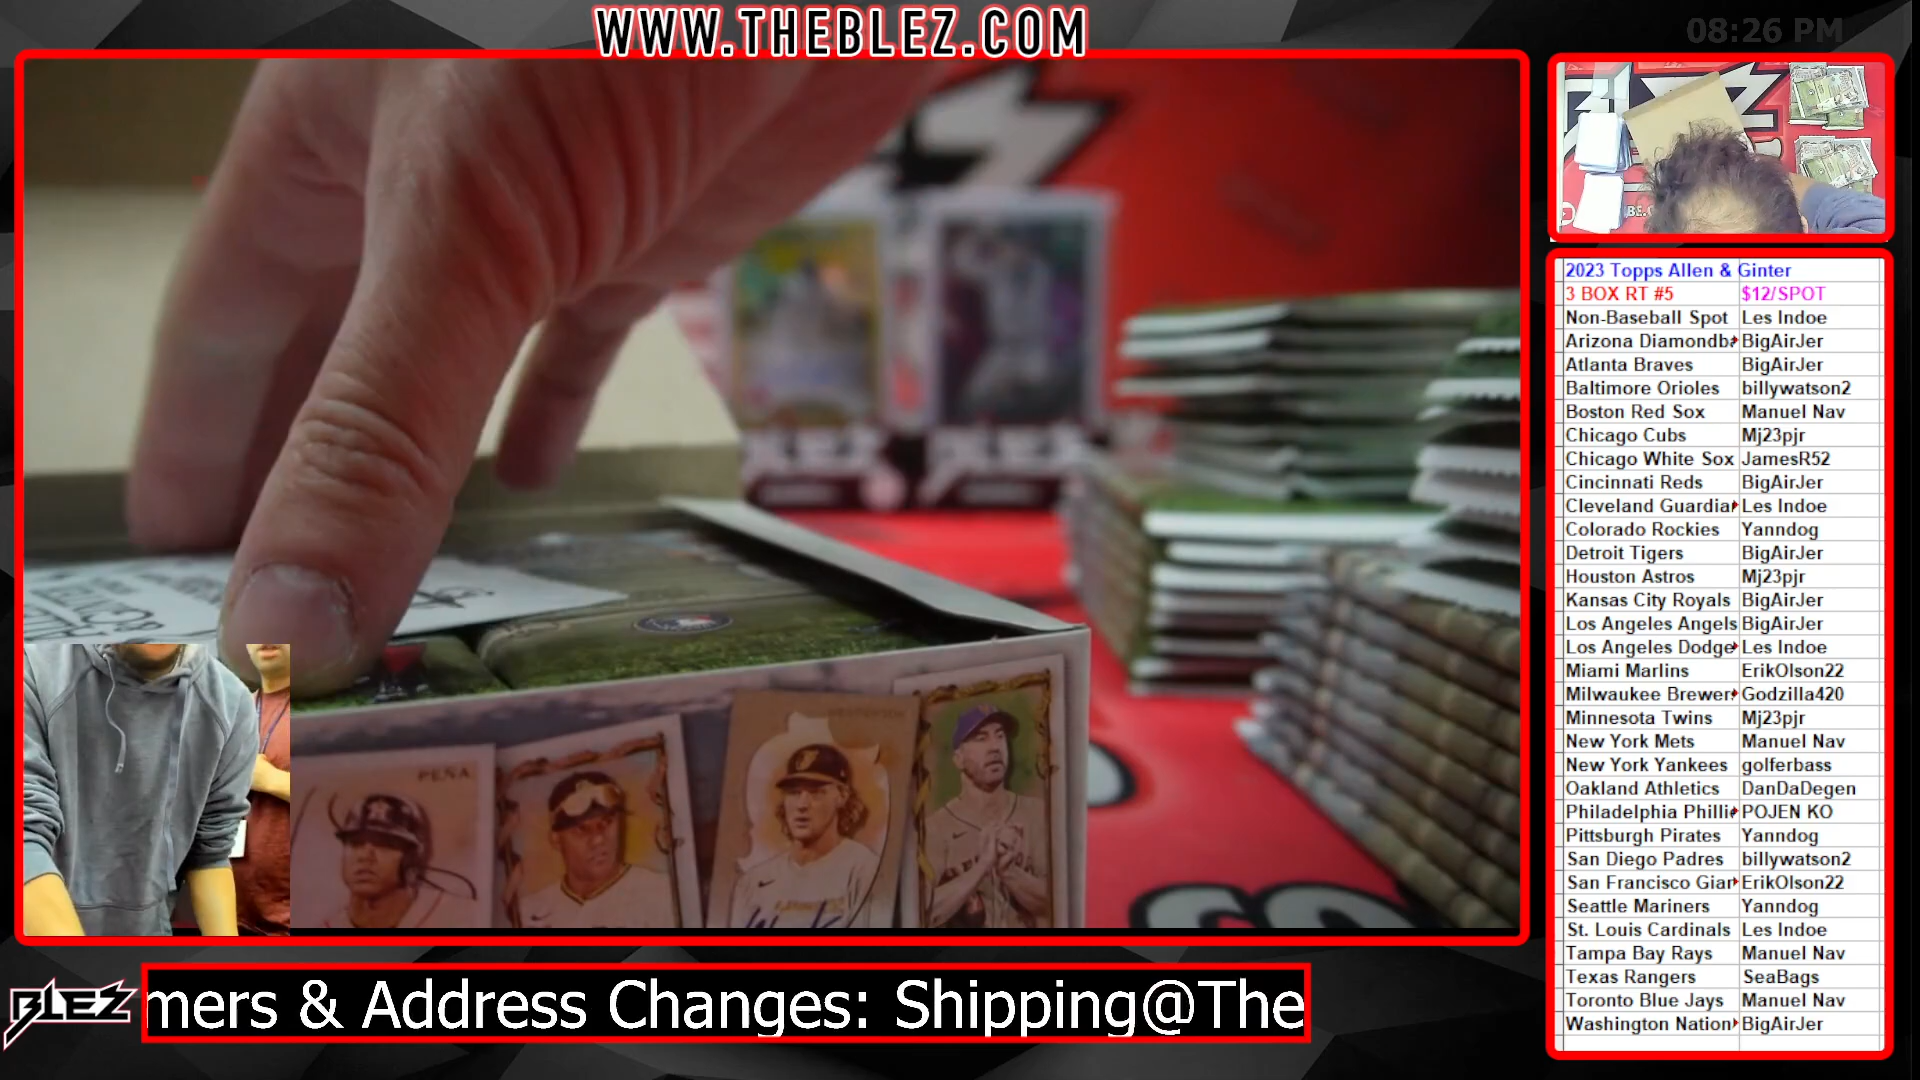 WWW.THEBLEZ.COM
08:26 PM
2023 Topps Allen & Ginter
3 BOX RT #5 $12/SPOT
Non-Baseball Spot Les Indoe
Arizona Diamondba BigAirJer
Atlanta Braves BigAirJer
Baltimore Orioles billywatson2
Boston Red Sox Manuel Nav
Chicago Cubs Mj23pjr
Chicago White Sox JamesR52
Cincinnati Reds BigAirJer
Cleveland Guardia Les Indoe
Colorado Rockies Yanndog
Detroit Tigers BigAirJer
Houston Astros Mj23pjr
Kansas City Royals BigAirJer
Los Angeles Angels BigAirJer
Los Angeles Dodge Les Indoe
Miami Marlins ErikOlson22
Milwaukee Brewer Godzilla420
Minnesota Twins Mj23pjr
New York Mets Manuel Nav
New York Yankees golferbass
Oakland Athletics DanDaDegen
Philadelphia Phillie POJEN KO
Pittsburgh Pirates Yanndog
San Diego Padres billywatson2
San Francisco Gian ErikOlson22
Seattle Mariners Yanndog
St. Louis Cardinals Les Indoe
Tampa Bay Rays Manuel Nav
Texas Rangers SeaBags
Toronto Blue Jays Manuel Nav
Washington Nation BigAirJer
PEÑA
BLEZ
mers & Address Changes: Shipping@The